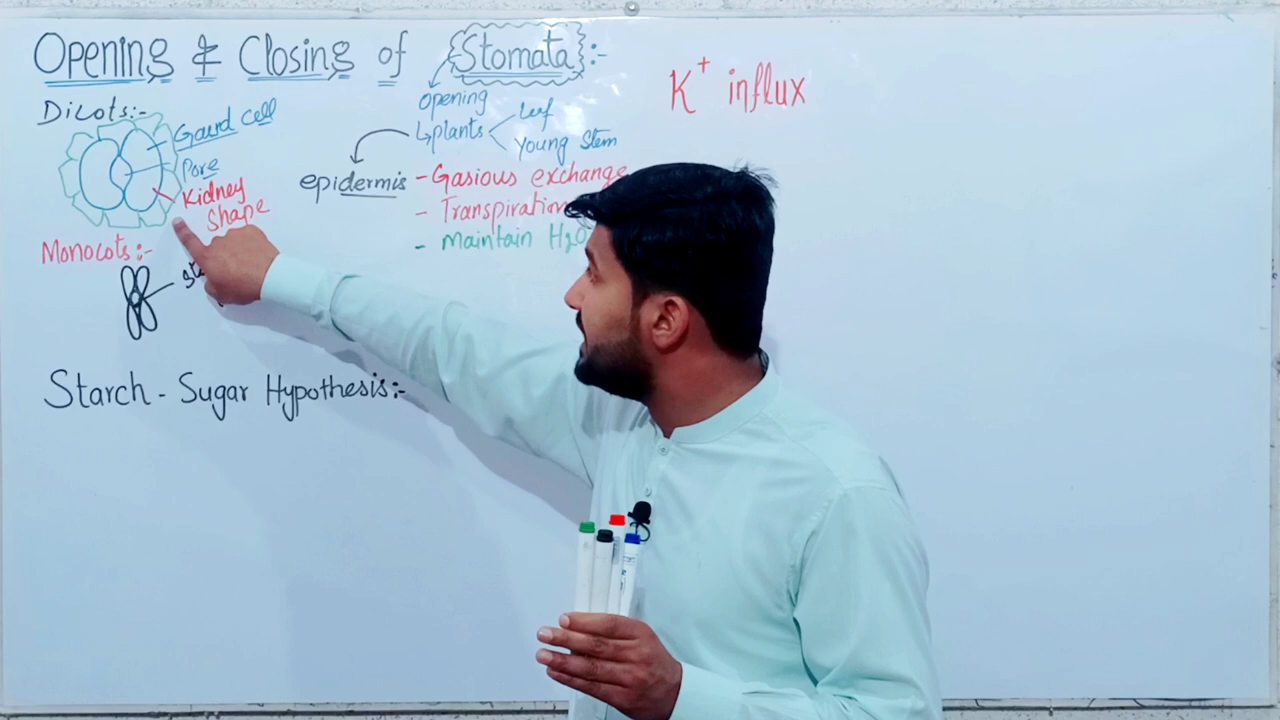 Opening & Closing of Stomata:-
K⁺ influx
Dicots:-
Gaurd cell
Pore
Kidney
Shape
opening
↳plants
Leaf
Young Stem
epidermis
- Gasious exchange
- Transpiration
- Maintain H₂O
Monocots:-
Starch - Sugar Hypothesis:-